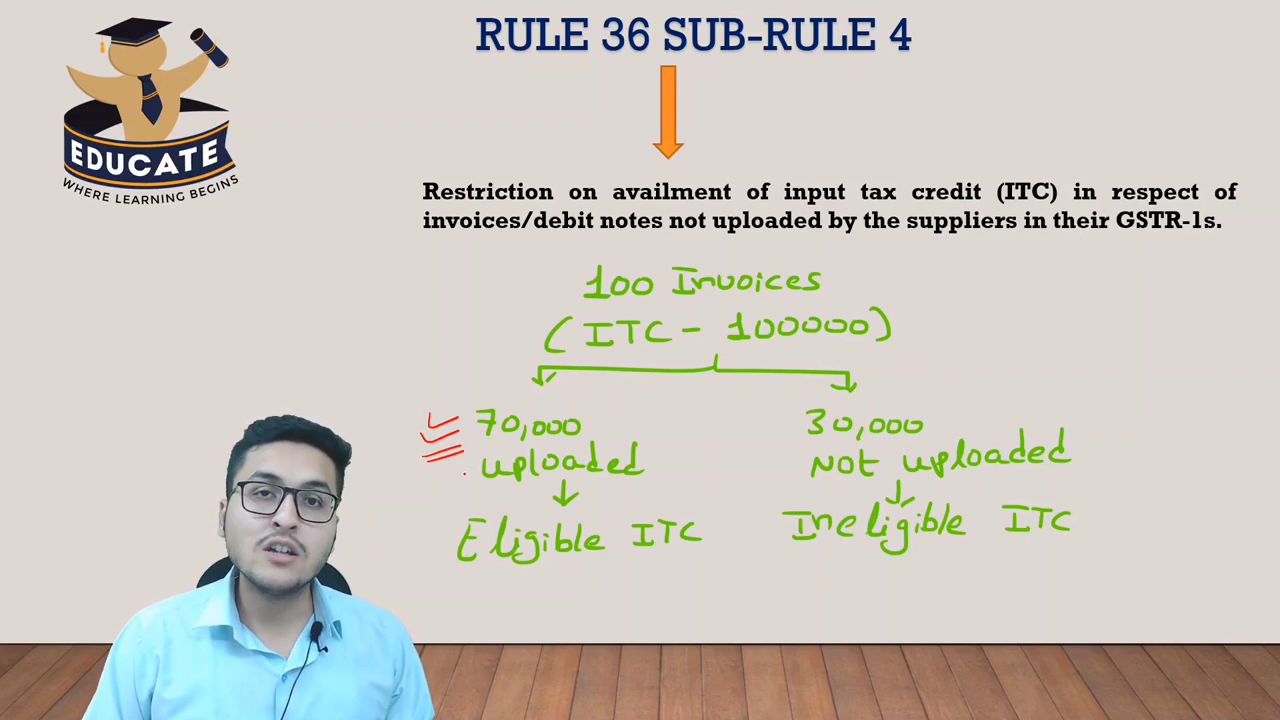 RULE 36 SUB-RULE 4
EDUCATE
WHERE LEARNING BEGINS
Restriction on availment of input tax credit (ITC) in respect of
invoices/debit notes not uploaded by the suppliers in their GSTR-1s.
100 Invoices
(ITC - 100000)
70,000
uploaded
Eligible ITC
30,000
Not uploaded
Ineligible ITC